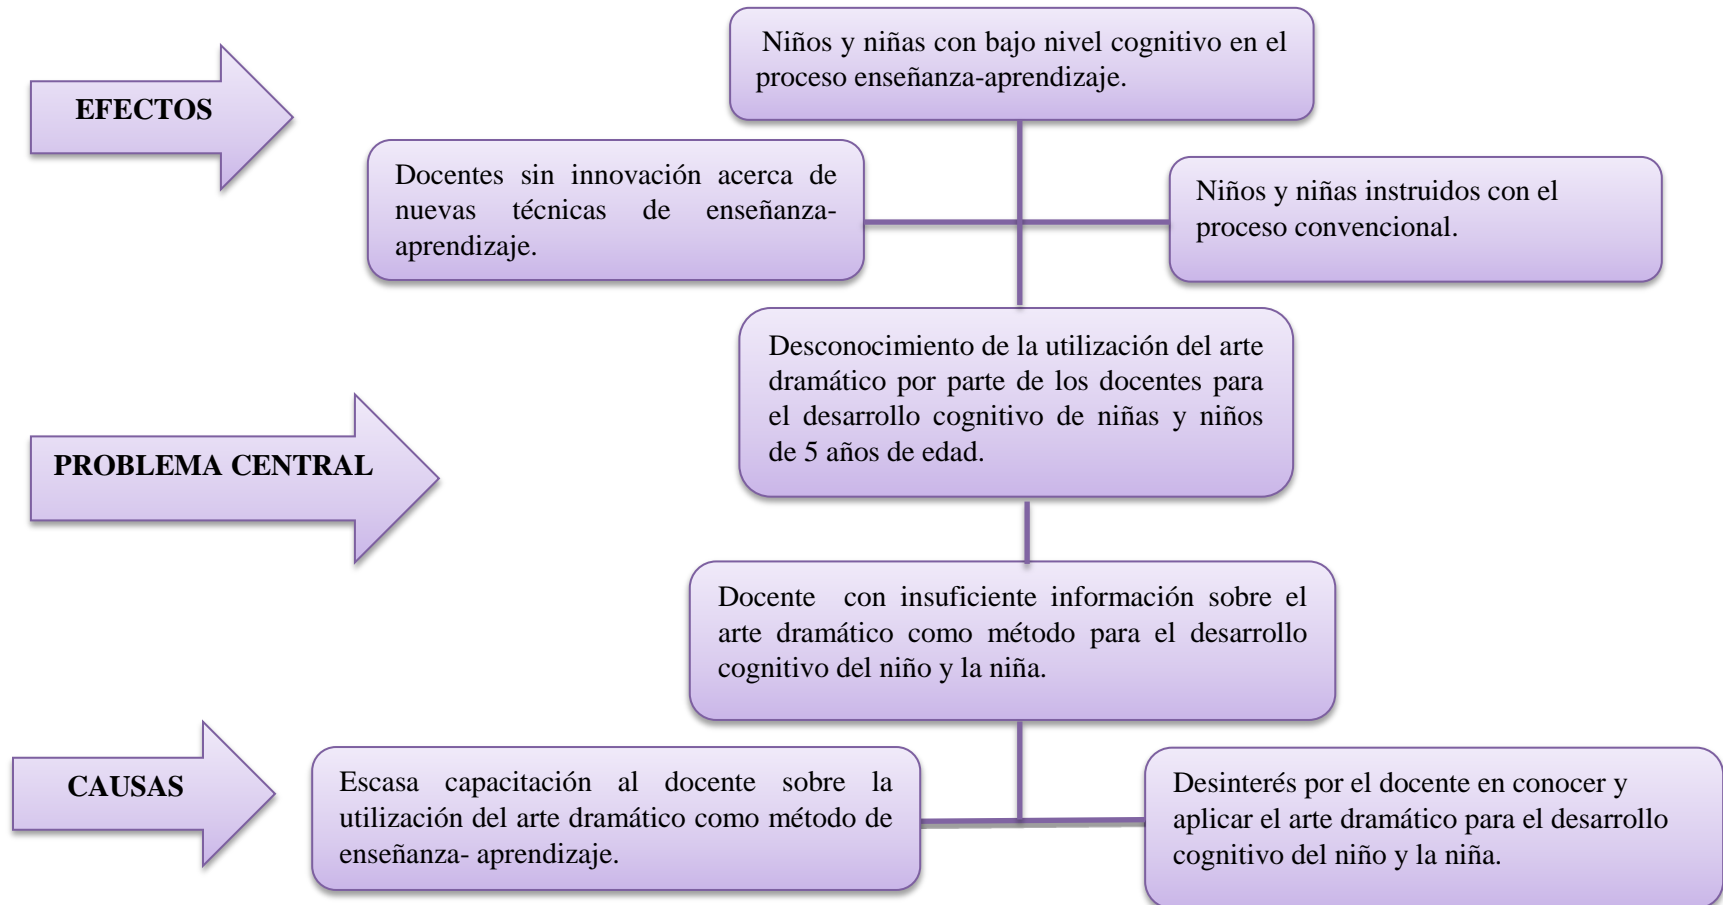 Niños y niñas con bajo nivel cognitivo en el
proceso enseñanza-aprendizaje.
EFECTOS
Docentes sin innovación acerca de
nuevas técnicas de enseñanza-
aprendizaje.
Niños y niñas instruidos con el
proceso convencional.
Desconocimiento de la utilización del arte
dramático por parte de los docentes para
el desarrollo cognitivo de niñas y niños
de 5 años de edad.
PROBLEMA CENTRAL
Docente con insuficiente información sobre el
arte dramático como método para el desarrollo
cognitivo del niño y la niña.
CAUSAS
Escasa capacitación al docente sobre la
utilización del arte dramático como método de
enseñanza- aprendizaje.
Desinterés por el docente en conocer y
aplicar el arte dramático para el desarrollo
cognitivo del niño y la niña.